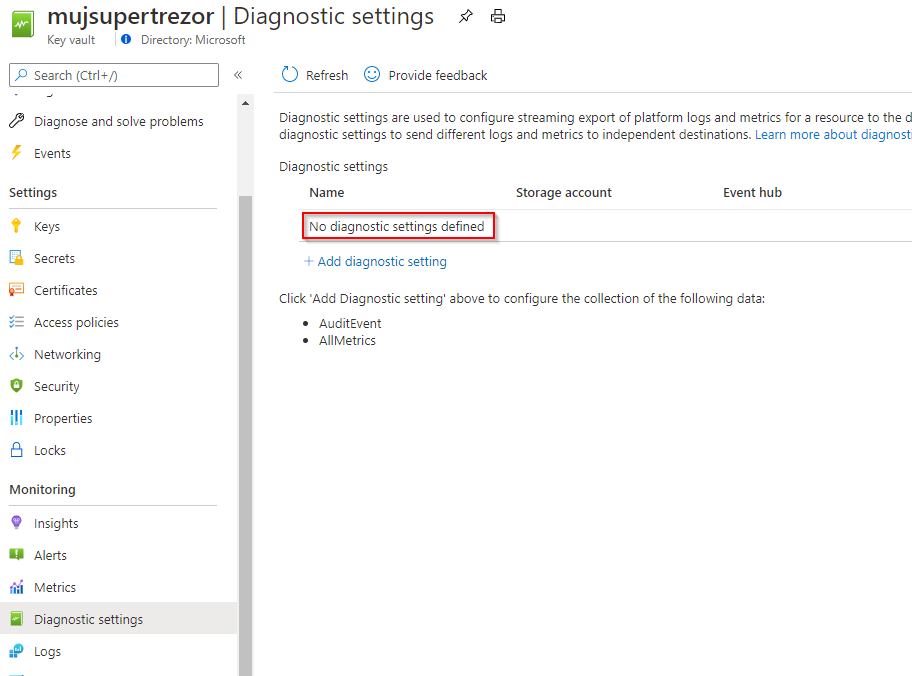 mujsupertrezor | Diagnostic settings
Key vault
Directory: Microsoft
Search (Ctrl+/)
«
Refresh
Provide feedback
Diagnose and solve problems
Events
Settings
Keys
Secrets
Certificates
Access policies
Networking
Security
Properties
Locks
Monitoring
Insights
Alerts
Metrics
Diagnostic settings
Logs
Diagnostic settings are used to configure streaming export of platform logs and metrics for a resource to the d
diagnostic settings to send different logs and metrics to independent destinations. Learn more about diagnosti
Diagnostic settings
Name Storage account Event hub
No diagnostic settings defined
+ Add diagnostic setting
Click 'Add Diagnostic setting' above to configure the collection of the following data:
• AuditEvent
• AllMetrics